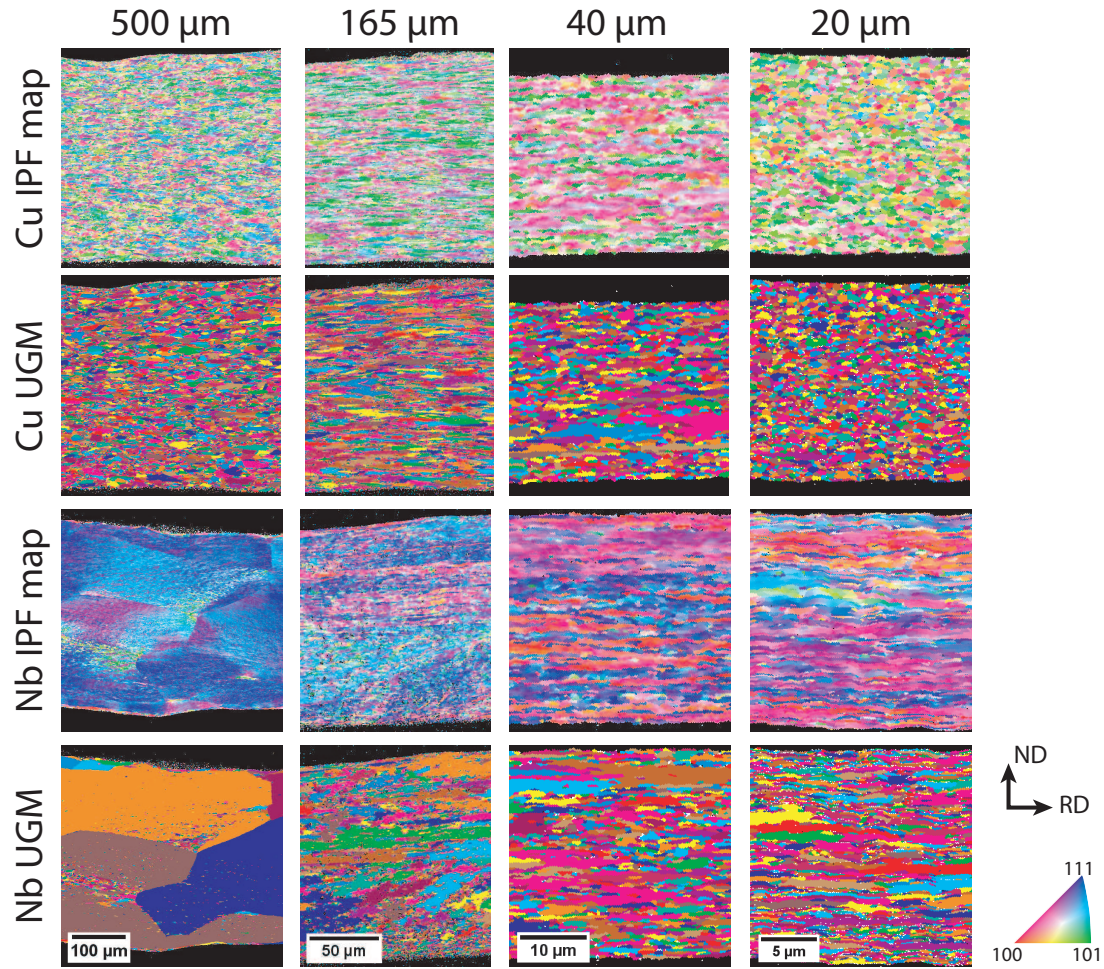 500 µm 165 µm 40 µm 20 µm
Cu IPF map
Cu UGM
Nb IPF map
Nb UGM
ND
RD
111
100 101
100 µm 50 µm 10 µm 5 µm